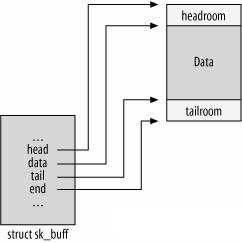 headroom
Data
tailroom
...
head
data
tail
end
...
struct sk_buff